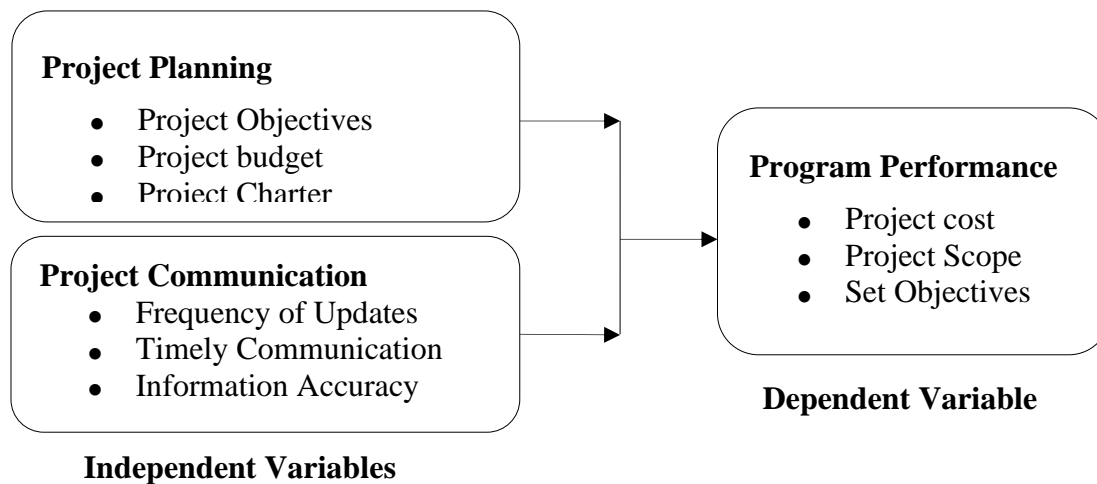 Project Planning
● Project Objectives
● Project budget
● Project Charter
Project Communication
● Frequency of Updates
● Timely Communication
● Information Accuracy
Independent Variables
Program Performance
● Project cost
● Project Scope
● Set Objectives
Dependent Variable